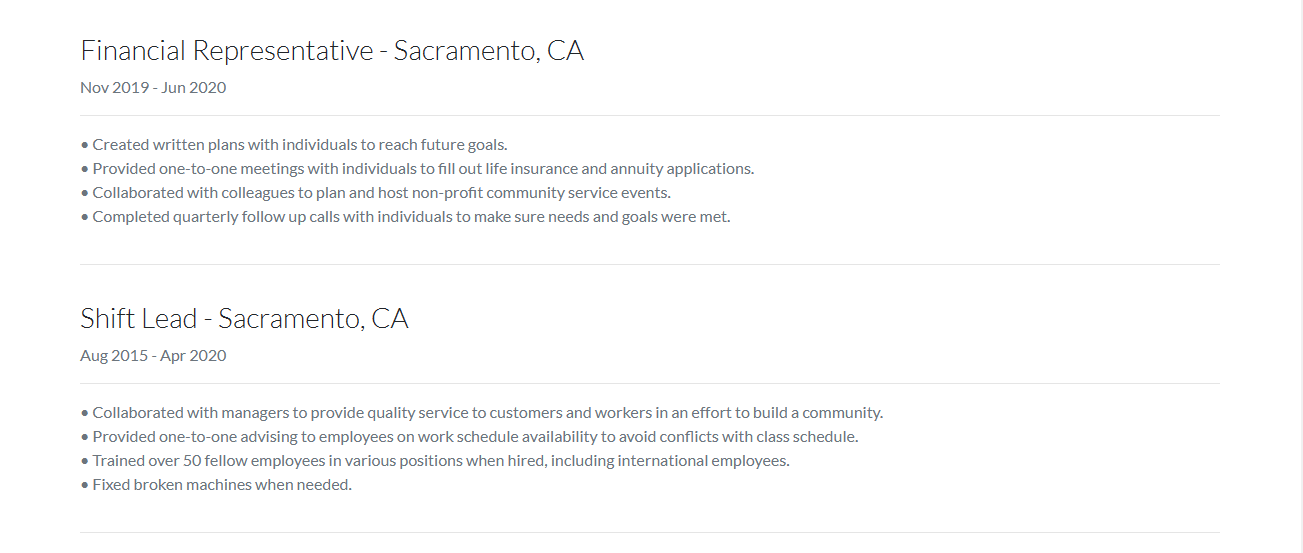 Financial Representative - Sacramento, CA
Nov 2019 - Jun 2020
• Created written plans with individuals to reach future goals.
• Provided one-to-one meetings with individuals to fill out life insurance and annuity applications.
• Collaborated with colleagues to plan and host non-profit community service events.
• Completed quarterly follow up calls with individuals to make sure needs and goals were met.
Shift Lead - Sacramento, CA
Aug 2015 - Apr 2020
• Collaborated with managers to provide quality service to customers and workers in an effort to build a community.
• Provided one-to-one advising to employees on work schedule availability to avoid conflicts with class schedule.
• Trained over 50 fellow employees in various positions when hired, including international employees.
• Fixed broken machines when needed.